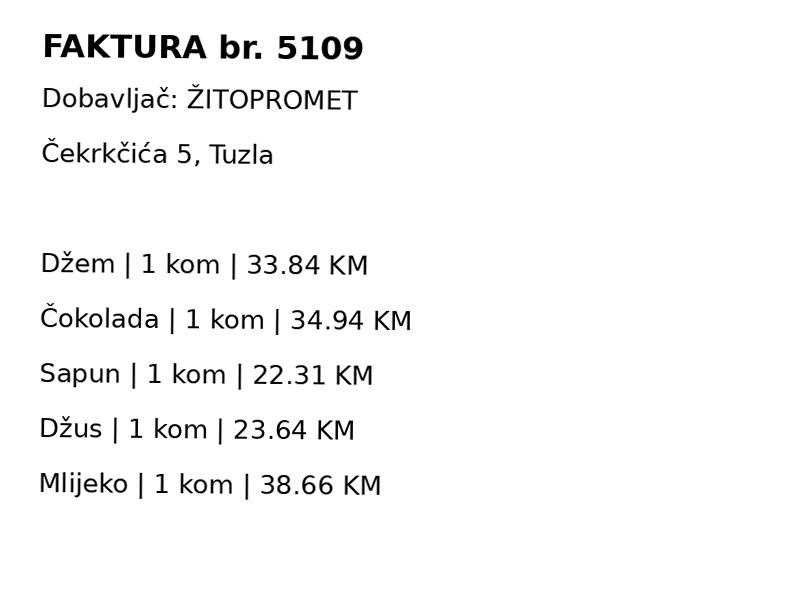 FAKTURA br. 5109
Dobavljač: ŽITOPROMET
Čekrkčića 5, Tuzla
Džem | 1 kom | 33.84 KM
Čokolada | 1 kom | 34.94 KM
Sapun | 1 kom | 22.31 KM
Džus | 1 kom | 23.64 KM
Mlijeko | 1 kom | 38.66 KM